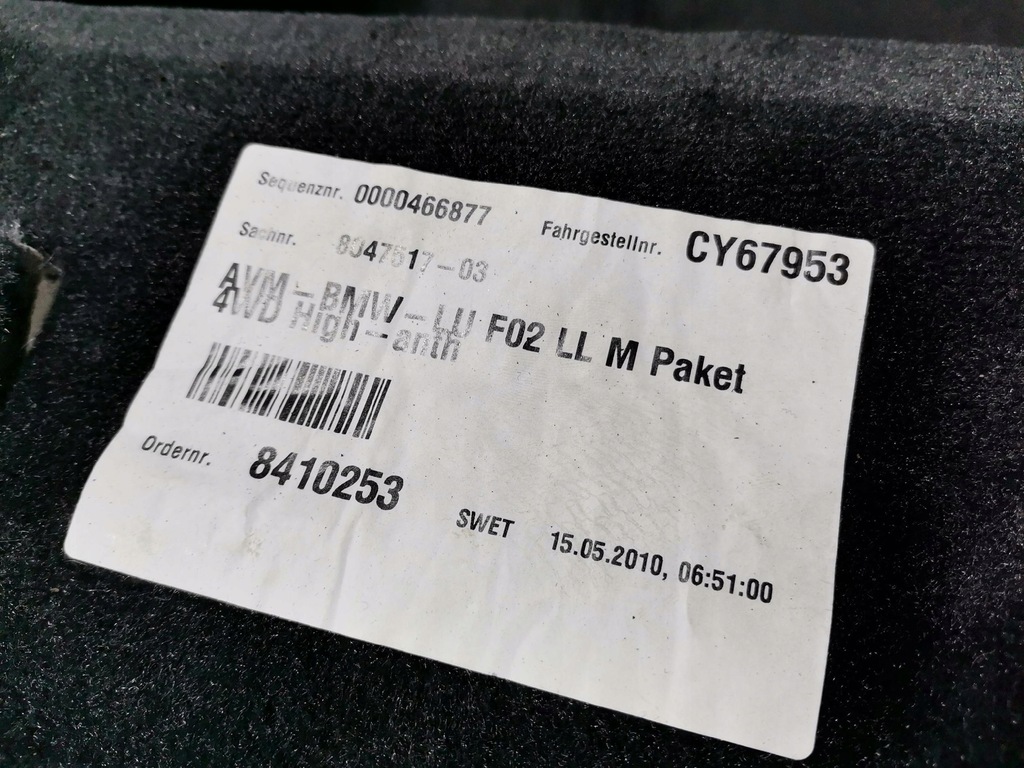 Sequenznr. 0000466877 Fahrgestellnr. CY67953
Sachnr. 8047517-03
AVM-BMW-LU F02 LL M Paket
4WD High-anth
Ordernr. 8410253
SWET 15.05.2010, 06:51:00